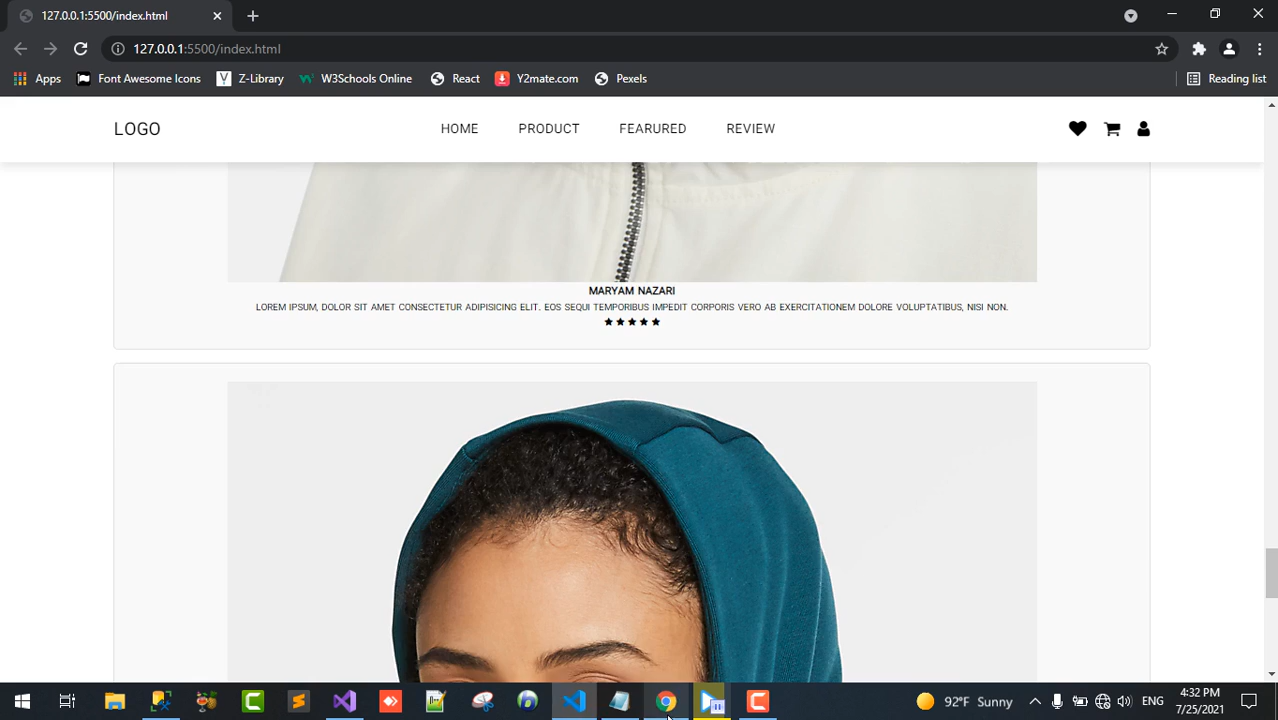 127.0.0.1:5500/index.html
127.0.0.1:5500/index.html
Apps Font Awesome Icons Z-Library W3Schools Online React Y2mate.com Pexels Reading list
LOGO HOME PRODUCT FEARURED REVIEW
MARYAM NAZARI
LOREM IPSUM, DOLOR SIT AMET CONSECTETUR ADIPISICING ELIT. EOS SEQUI TEMPORIBUS IMPEDIT CORPORIS VERO AB EXERCITATIONEM DOLORE VOLUPTATIBUS, NISI NON.
92°F Sunny ENG 4:32 PM
7/25/2021